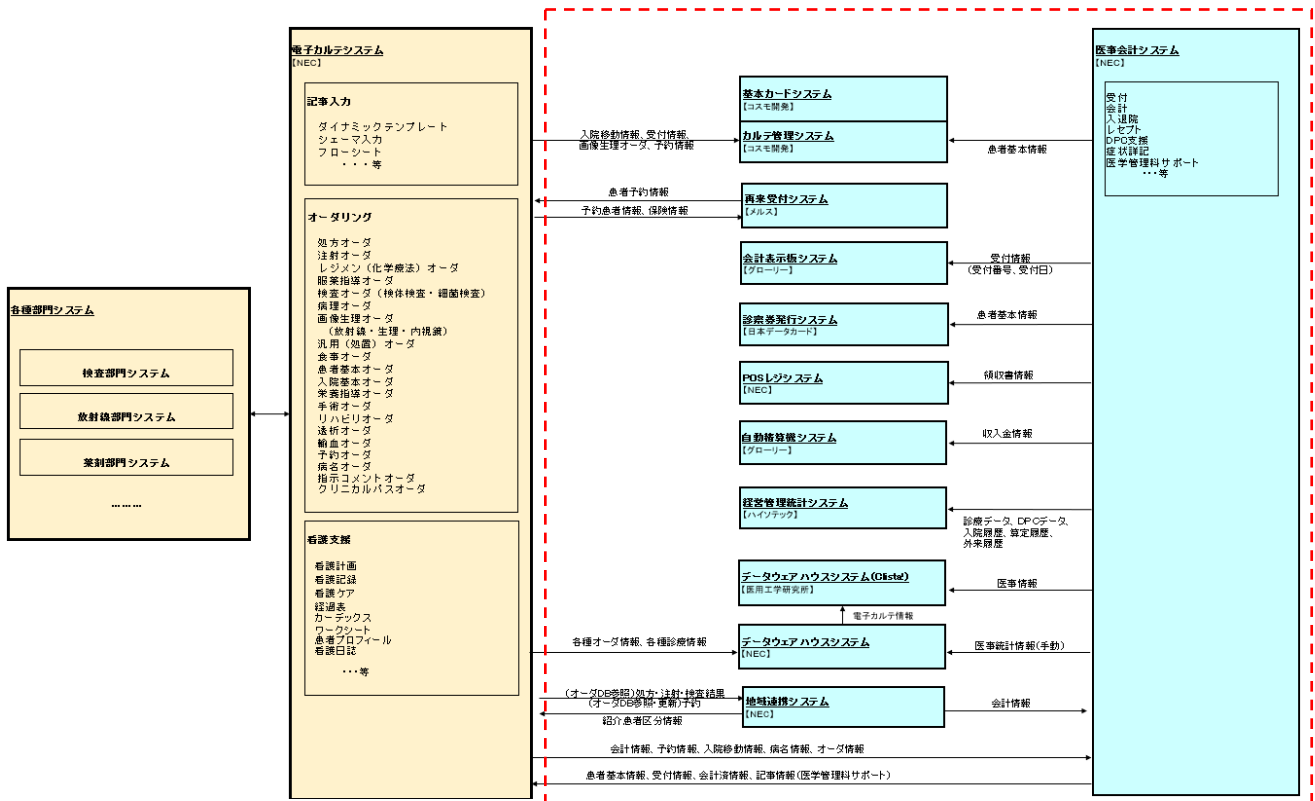 電子カルテシステム
【NEC】
記事入力
ダイナミックテンプレート
シェーマ入力
フローシート
・・・等
オーダリング
処方オーダ
注射オーダ
レジメン（化学療法）オーダ
服薬指導オーダ
検査オーダ（検体検査・細菌検査）
病理オーダ
画像生理オーダ
（放射線・生理・内視鏡）
汎用（処置）オーダ
食事オーダ
患者基本オーダ
入院基本オーダ
栄養指導オーダ
手術オーダ
リハビリオーダ
透析オーダ
輸血オーダ
予約オーダ
病名オーダ
指示コメントオーダ
クリニカルパスオーダ
看護支援
看護計画
看護記録
看護ケア
経過表
カーデックス
ワークシート
患者プロフィール
看護日誌
・・・等
各種部門システム
検査部門システム
放射線部門システム
薬剤部門システム
………
入院移動情報、受付情報、
画像生理オーダ、予約情報
患者予約情報
予約患者情報、保険情報
各種オーダ情報、各種診療情報
(オーダDB参照)処方・注射・検査結果
(オーダDB参照・更新)予約
紹介患者区分情報
会計情報、予約情報、入院移動情報、病名情報、オーダ情報
患者基本情報、受付情報、会計済情報、記事情報(医学管理科サポート)
基本カードシステム
【コスモ開発】
カルテ管理システム
【コスモ開発】
再来受付システム
【メルス】
会計表示板システム
【グローリー】
診察券発行システム
【日本データカード】
POSレジシステム
【NEC】
自動精算機システム
【グローリー】
経営管理統計システム
【ハイソテック】
データウェアハウスシステム(Clista!)
【医用工学研究所】
電子カルテ情報
データウェアハウスシステム
【NEC】
地域連携システム
【NEC】
患者基本情報
受付情報
(受付番号、受付日)
患者基本情報
領収書情報
収入金情報
診療データ、DPCデータ、
入院履歴、算定履歴、
外来履歴
医事情報
医事統計情報(手動)
会計情報
医事会計システム
【NEC】
受付
会計
入退院
レセプト
DPC支援
症状詳記
医学管理科サポート
・・・等